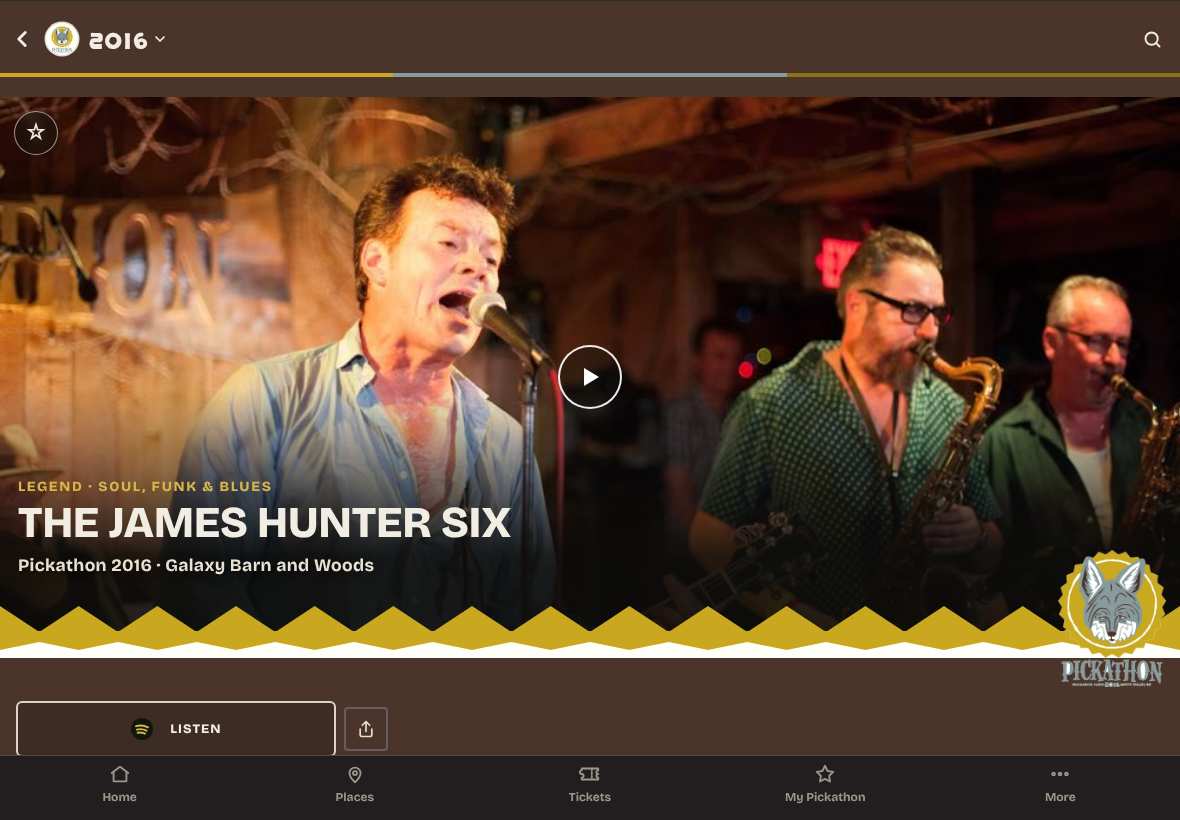 2016
THION
LEGEND · SOUL, FUNK & BLUES
THE JAMES HUNTER SIX
Pickathon 2016 · Galaxy Barn and Woods
PICKATHON
LISTEN
Home
Places
Tickets
My Pickathon
More